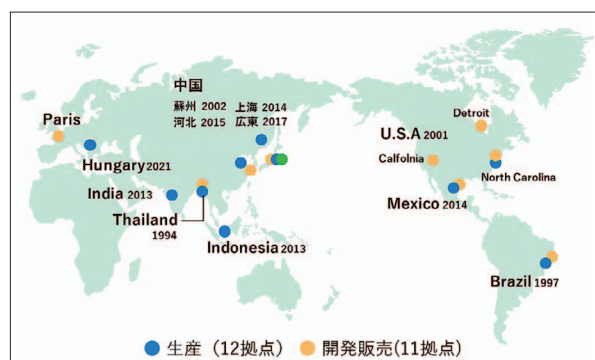 中国
蘇州 2002 上海 2014
河北 2015 広東 2017
Paris
Hungary 2021
India 2013
Thailand
1994
Indonesia 2013
Detroit
U.S.A 2001
Calfolnia
North Carolina
Mexico 2014
Brazil 1997
生産（12拠点） 開発販売(11拠点)